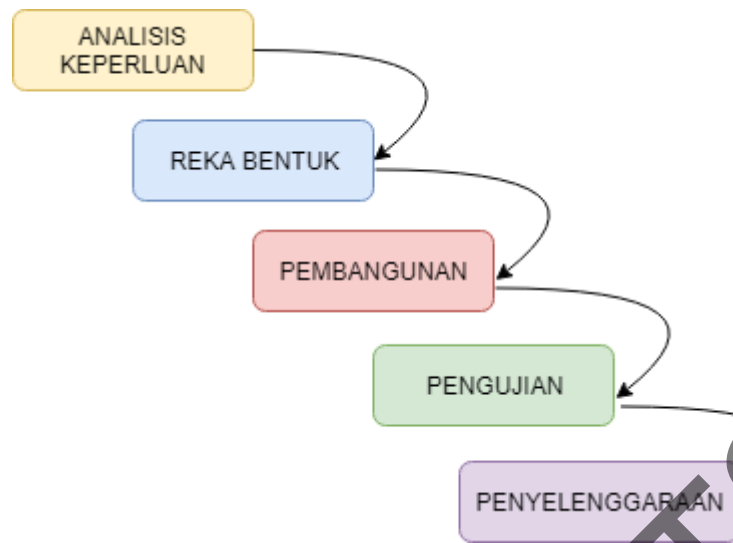 ANALISIS
KEPERLUAN
REKA BENTUK
PEMBANGUNAN
PENGUJIAN
PENYELENGGARAAN